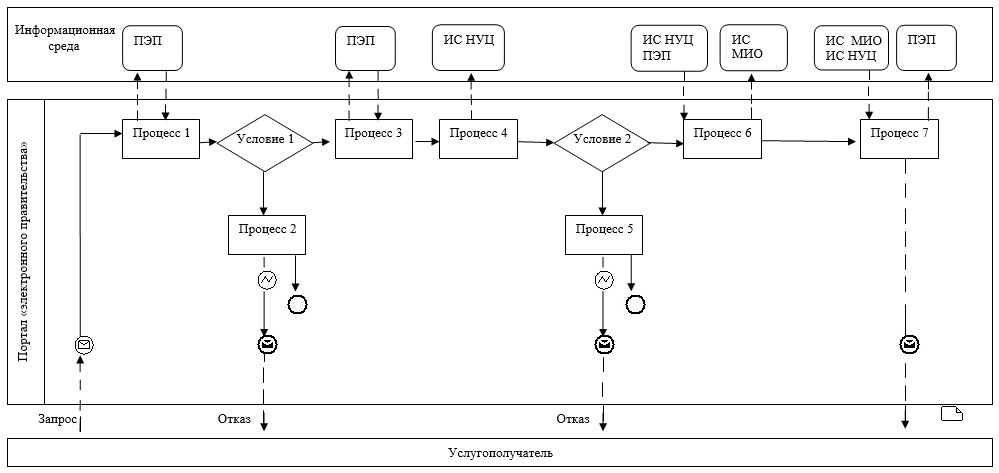 Информационная
среда
ПЭП
ПЭП
ИС НУЦ
ИС НУЦ
ПЭП
ИС
МИО
ИС МИО
ИС НУЦ
ПЭП
Портал «электронного правительства»
Процесс 1
Условие 1
Процесс 3
Процесс 4
Условие 2
Процесс 6
Процесс 7
Процесс 2
Процесс 5
Запрос
Отказ
Отказ
Услугополучатель